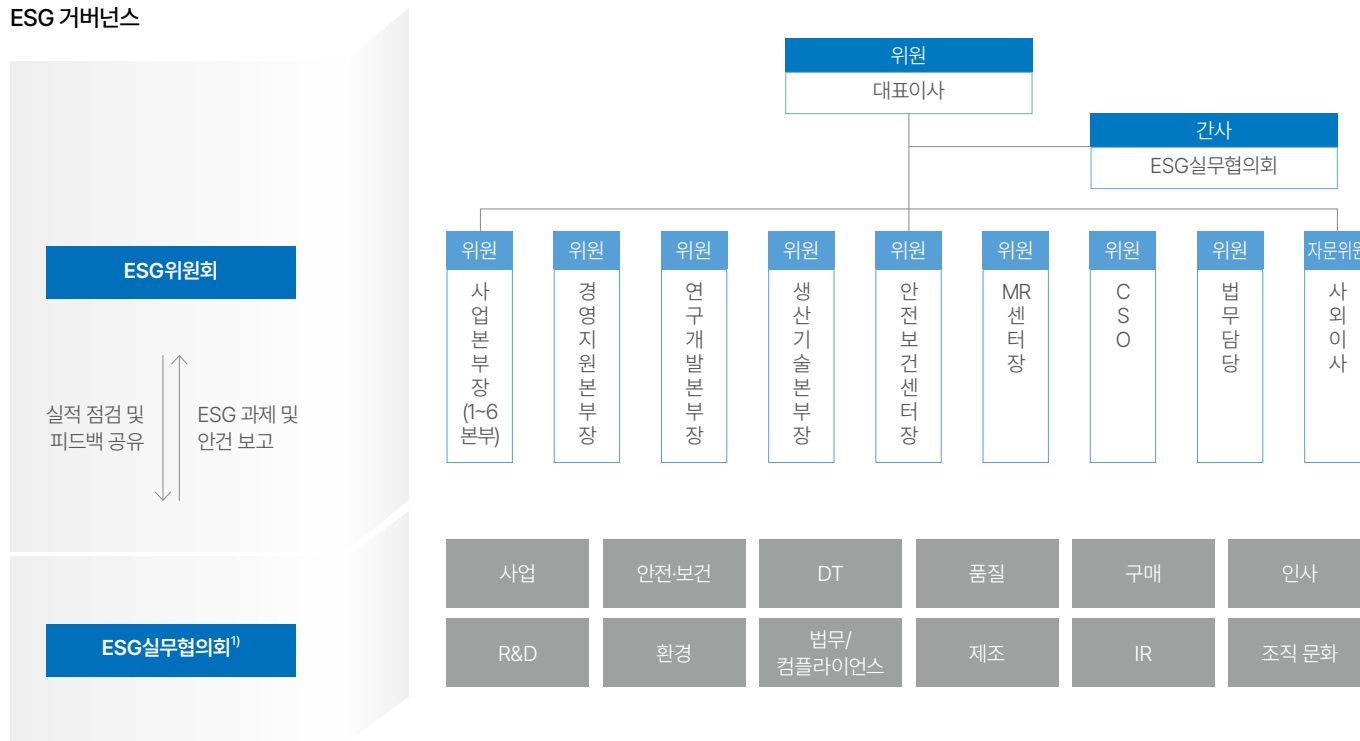 ESG 거버넌스
위원
대표이사
간사
ESG실무협의회
ESG위원회
실적 점검 및
피드백 공유
ESG 과제 및
안건 보고
위원
사
업
본
부
장
(1~6
본부)
위원
경
영
지
원
본
부
장
위원
연
구
개
발
본
부
장
위원
생
산
기
술
본
부
장
위원
안
전
보
건
센
터
장
위원
MR
센
터
장
위원
C
S
O
위원
법
무
담
당
자문위원
사
외
이
사
ESG실무협의회1)
사업
안전·보건
DT
품질
구매
인사
R&D
환경
법무/
컴플라이언스
제조
IR
조직 문화